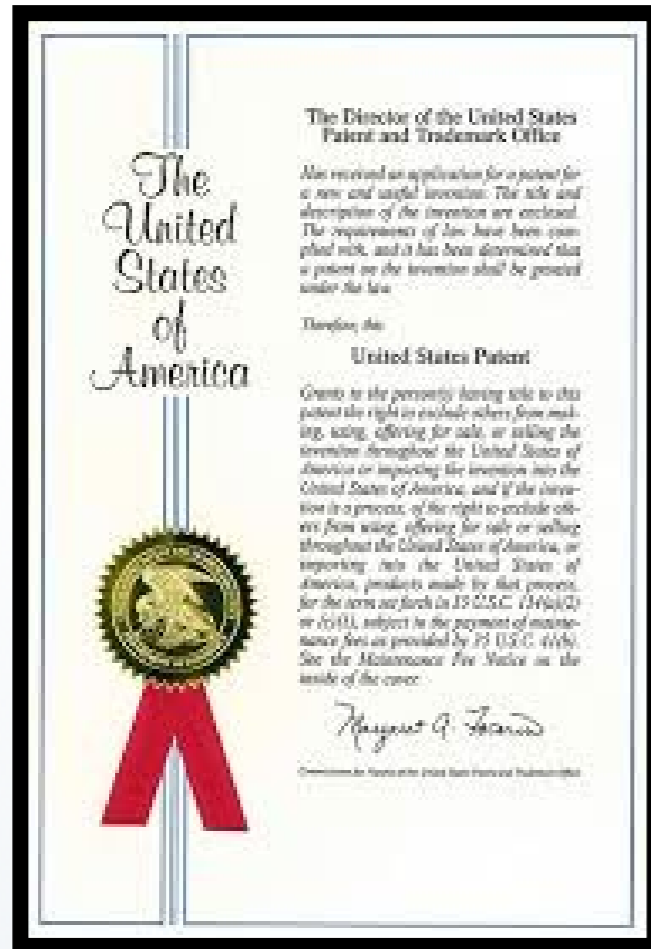 The
United
States
of
America
The Director of the United States
Patent and Trademark Office
Has received an application for a patent for
a new and useful invention. The title and
description of the invention are enclosed.
The requirements of law have been com-
plied with, and it has been determined that
a patent on the invention shall be granted
under the law.
Therefore, this
United States Patent
Grants to the person(s) having title to this
patent the right to exclude others from mak-
ing, using, offering for sale, or selling the
invention throughout the United States of
America or importing the invention into the
United States of America, and if the inven-
tion is a process, of the right to exclude oth-
ers from using, offering for sale or selling
throughout the United States of America, or
importing into the United States of
America, products made by that process,
for the term set forth in 35 U.S.C. 154(a)(2)
or (c)(1), subject to the payment of mainte-
nance fees as provided by 35 U.S.C. 41(b).
See the Maintenance Fee Notice on the
inside of the cover.
Margaret A.